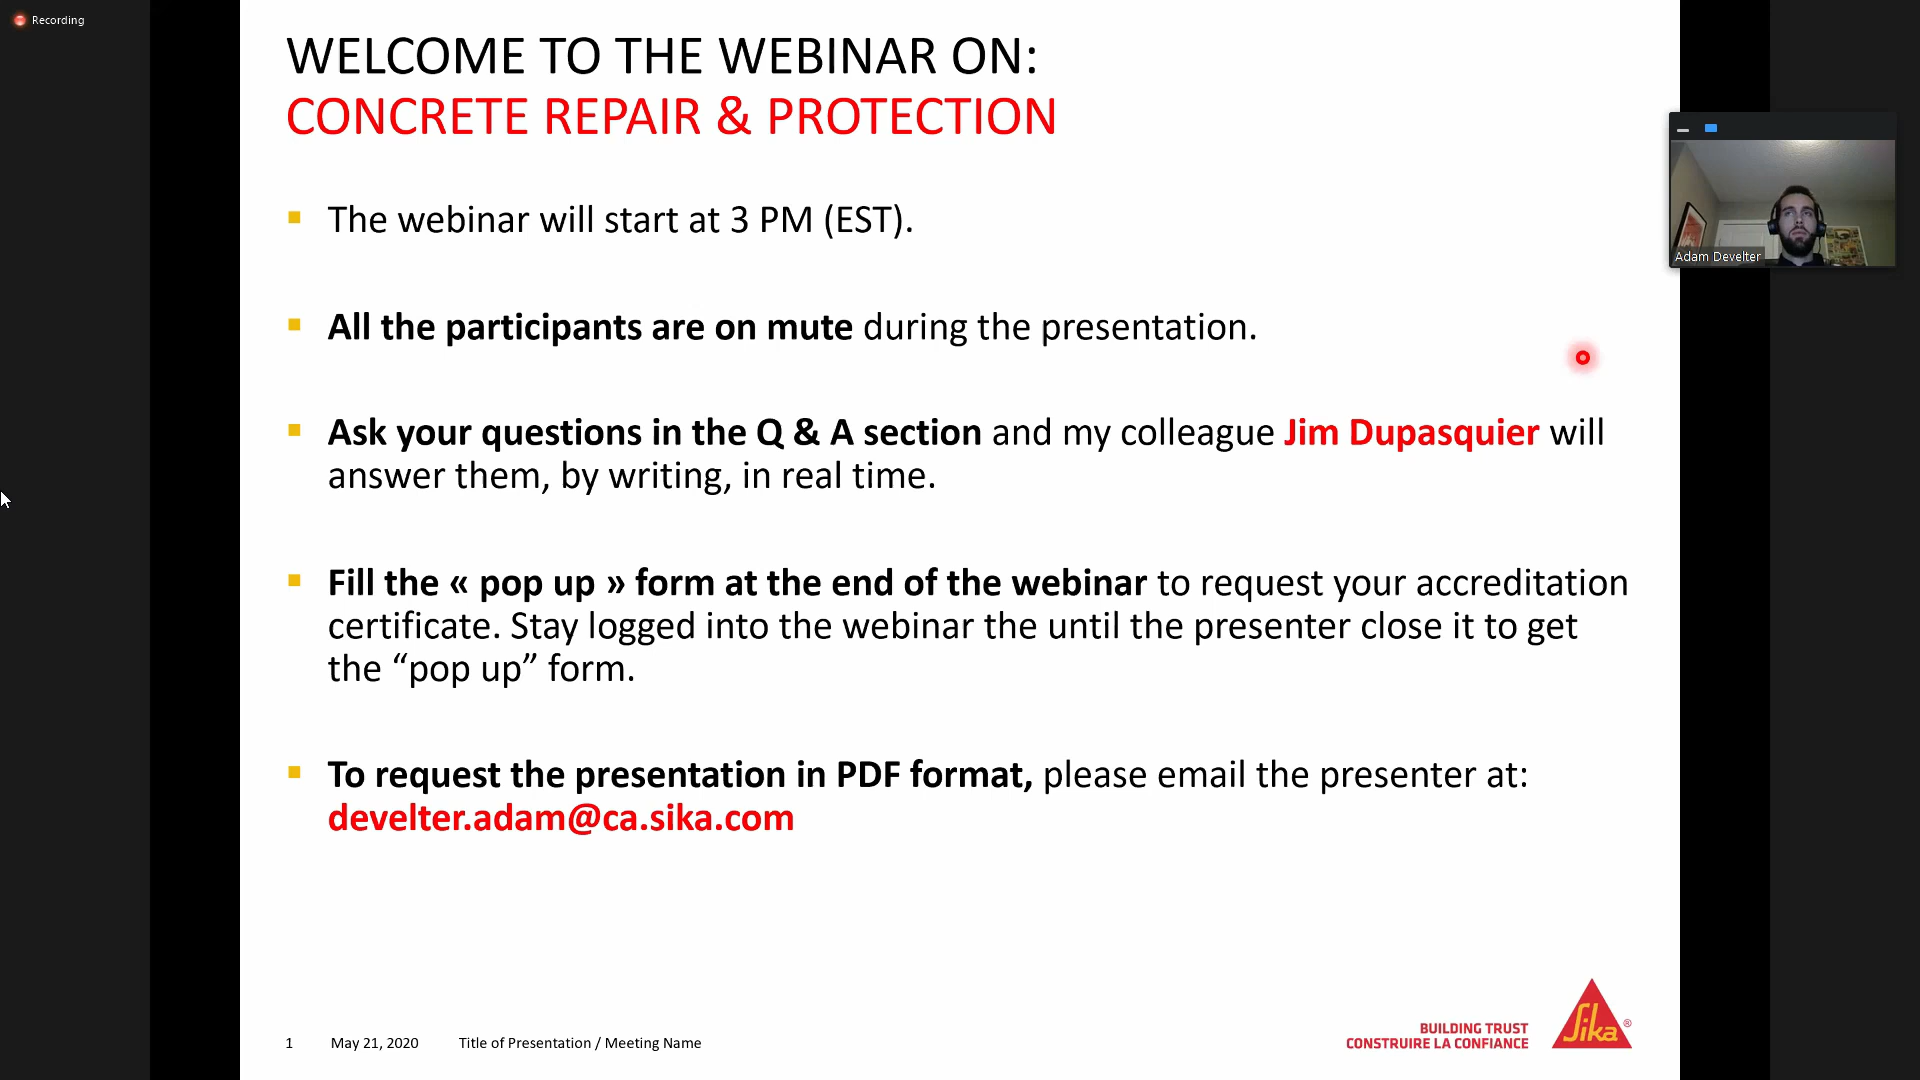 Recording
WELCOME TO THE WEBINAR ON:
CONCRETE REPAIR & PROTECTION
The webinar will start at 3 PM (EST).
All the participants are on mute during the presentation.
Ask your questions in the Q & A section and my colleague Jim Dupasquier will
answer them, by writing, in real time.
Fill the « pop up » form at the end of the webinar to request your accreditation
certificate. Stay logged into the webinar the until the presenter close it to get
the “pop up” form.
To request the presentation in PDF format, please email the presenter at:
develter.adam@ca.sika.com
Adam Develter
1 May 21, 2020 Title of Presentation / Meeting Name
BUILDING TRUST
CONSTRUIRE LA CONFIANCE
Sika®